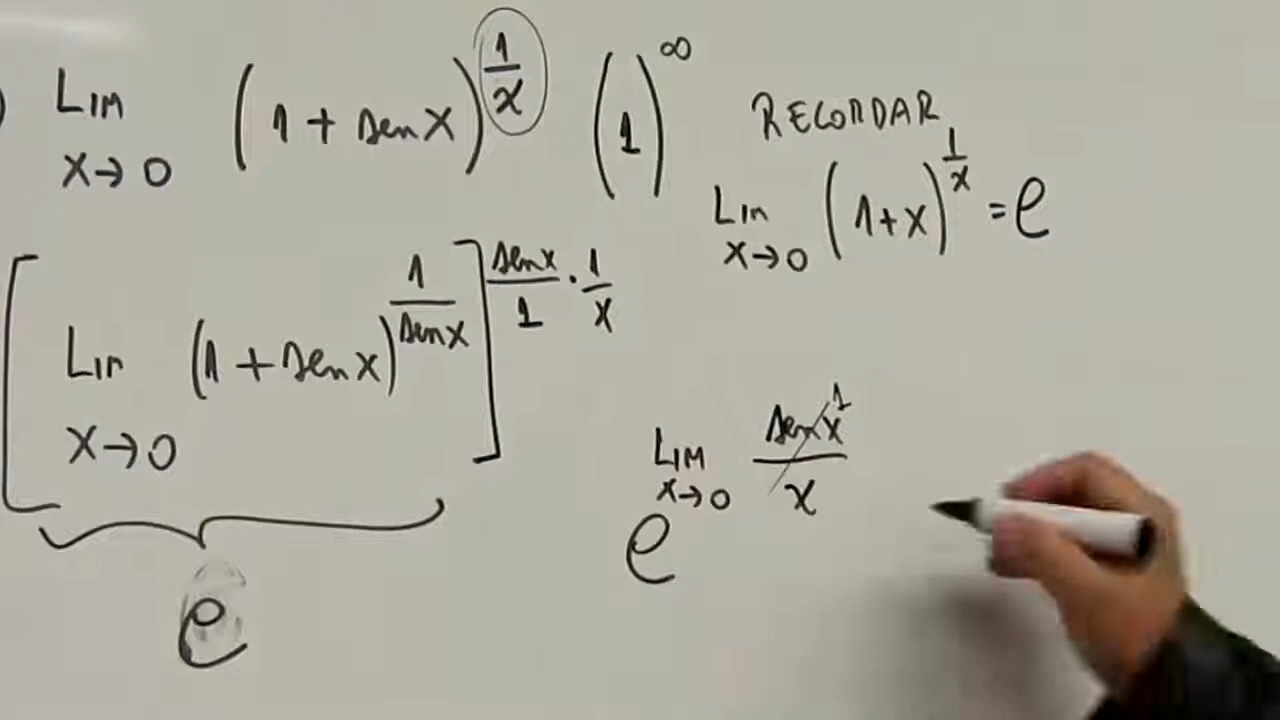 ) Lim x→0 (1 + sen x)^(1/x) (1)^∞
RECORDAR
Lim x→0 (1+x)^(1/x) = e
[Lim x→0 (1 + sen x)^(1/sen x)]^(sen x/1 · 1/x)
e
e^(Lim x→0 sen x/x) 1